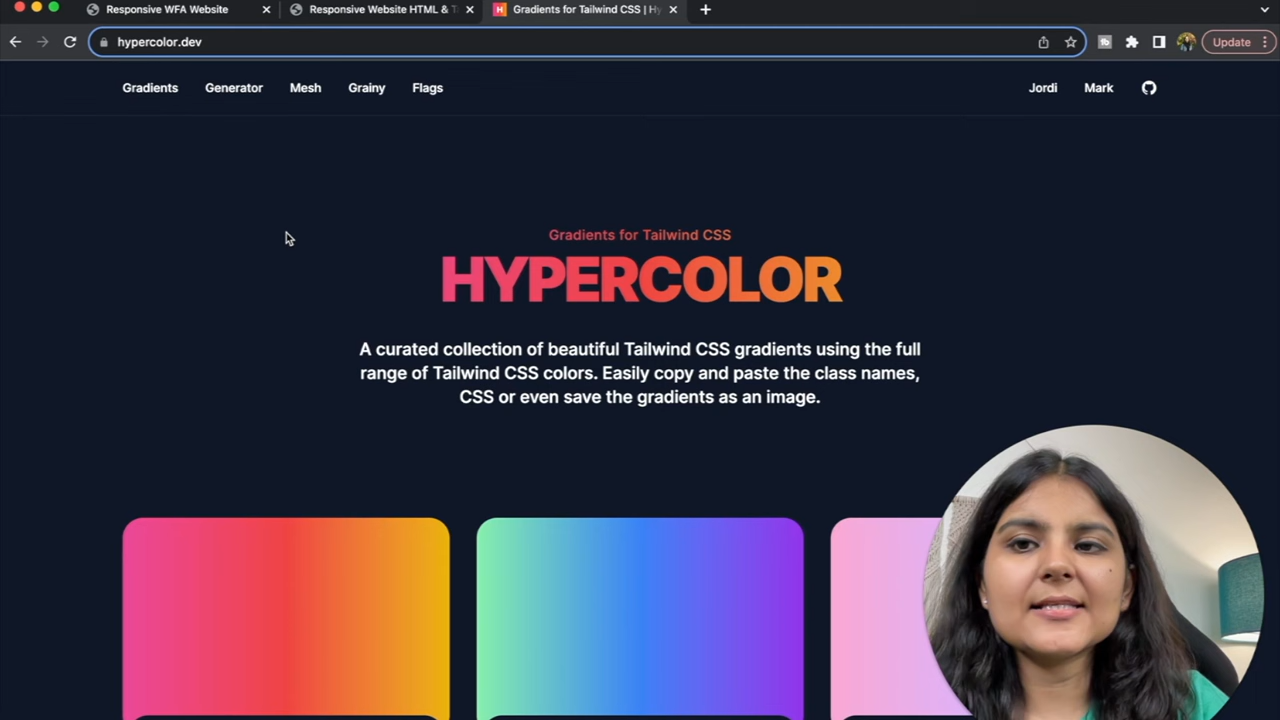 Responsive WFA Website
Responsive Website HTML & T
Gradients for Tailwind CSS | Hy
hypercolor.dev
Update
Gradients
Generator
Mesh
Grainy
Flags
Jordi
Mark
Gradients for Tailwind CSS
HYPERCOLOR
A curated collection of beautiful Tailwind CSS gradients using the full
range of Tailwind CSS colors. Easily copy and paste the class names,
CSS or even save the gradients as an image.